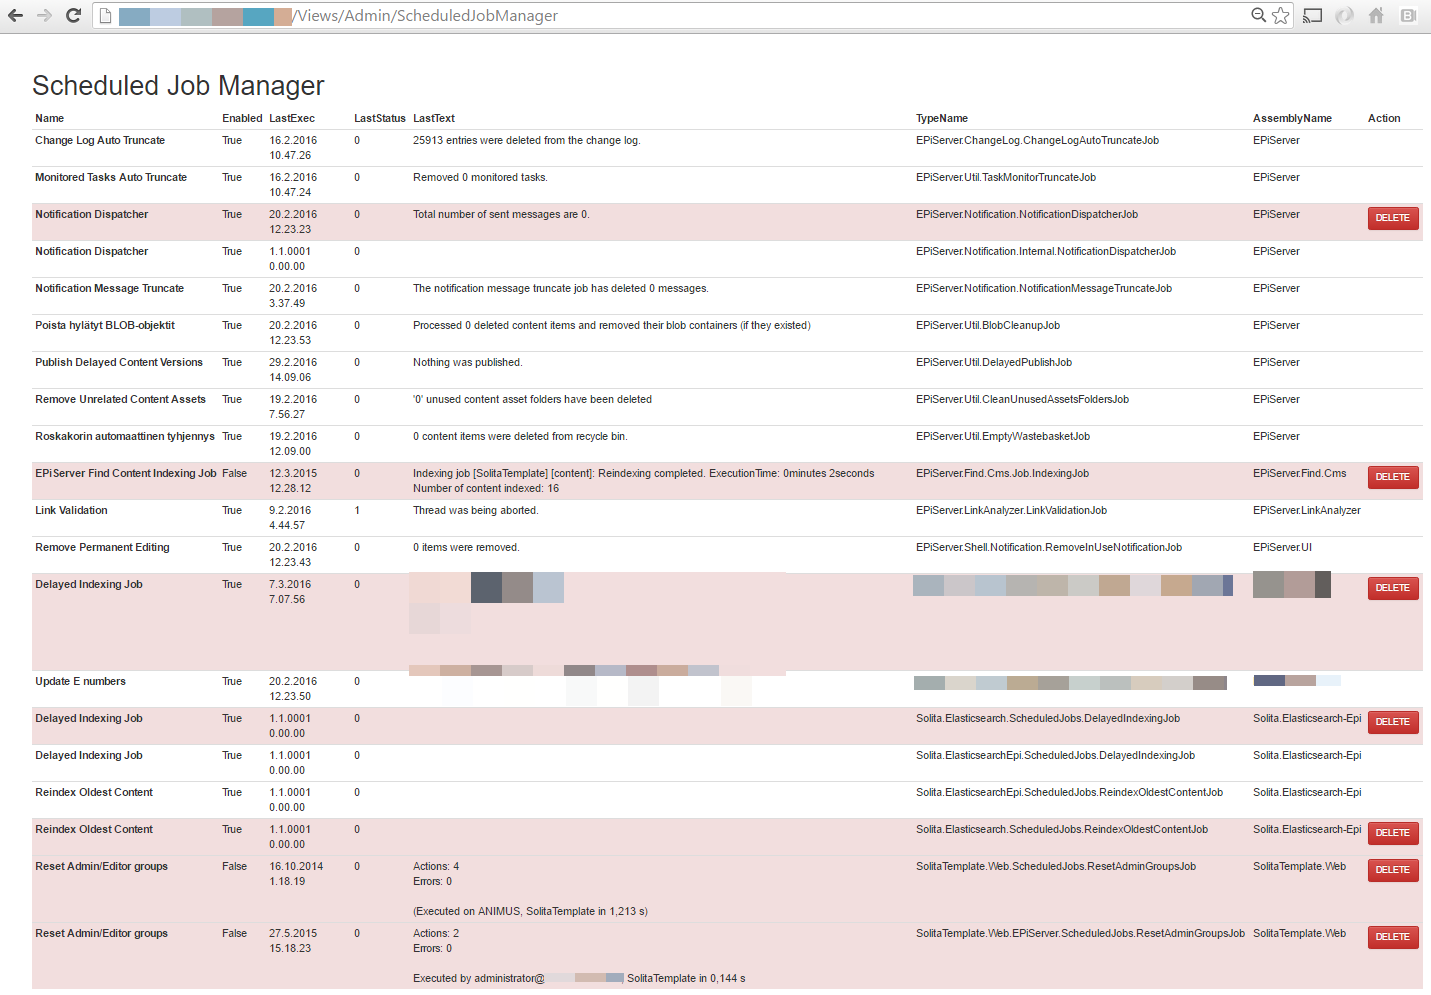 /Views/Admin/ScheduledJobManager
Scheduled Job Manager
Name Enabled LastExec LastStatus LastText TypeName AssemblyName Action
Change Log Auto Truncate True 16.2.2016 0 25913 entries were deleted from the change log. EPiServer.ChangeLog.ChangeLogAutoTruncateJob EPiServer
10.47.26
Monitored Tasks Auto Truncate True 16.2.2016 0 Removed 0 monitored tasks. EPiServer.Util.TaskMonitorTruncateJob EPiServer
10.47.24
Notification Dispatcher True 20.2.2016 0 Total number of sent messages are 0. EPiServer.Notification.NotificationDispatcherJob EPiServer DELETE
12.23.23
Notification Dispatcher True 1.1.0001 0 EPiServer.Notification.Internal.NotificationDispatcherJob EPiServer
0.00.00
Notification Message Truncate True 20.2.2016 0 The notification message truncate job has deleted 0 messages. EPiServer.Notification.NotificationMessageTruncateJob EPiServer
3.37.49
Poista hylätyt BLOB-objektit True 20.2.2016 0 Processed 0 deleted content items and removed their blob containers (if they existed) EPiServer.Util.BlobCleanupJob EPiServer
12.23.53
Publish Delayed Content Versions True 29.2.2016 0 Nothing was published. EPiServer.Util.DelayedPublishJob EPiServer
14.09.06
Remove Unrelated Content Assets True 19.2.2016 0 '0' unused content asset folders have been deleted EPiServer.Util.CleanUnusedAssetsFoldersJob EPiServer
7.56.27
Roskakorin automaattinen tyhjennys True 19.2.2016 0 0 content items were deleted from recycle bin. EPiServer.Util.EmptyWastebasketJob EPiServer
12.09.00
EPiServer Find Content Indexing Job False 12.3.2015 0 Indexing job [SolitaTemplate] [content]: Reindexing completed. ExecutionTime: 0minutes 2seconds EPiServer.Find.Cms.Job.IndexingJob EPiServer.Find.Cms DELETE
12.28.12 Number of content indexed: 16
Link Validation True 9.2.2016 1 Thread was being aborted. EPiServer.LinkAnalyzer.LinkValidationJob EPiServer.LinkAnalyzer
4.44.57
Remove Permanent Editing True 20.2.2016 0 0 items were removed. EPiServer.Shell.Notification.RemoveInUseNotificationJob EPiServer.UI
12.23.43
Delayed Indexing Job True 7.3.2016 0 DELETE
7.07.56
Update E numbers True 20.2.2016 0
12.23.50
Delayed Indexing Job True 1.1.0001 0 Solita.Elasticsearch.ScheduledJobs.DelayedIndexingJob Solita.Elasticsearch-Epi DELETE
0.00.00
Delayed Indexing Job True 1.1.0001 0 Solita.ElasticsearchEpi.ScheduledJobs.DelayedIndexingJob Solita.Elasticsearch-Epi
0.00.00
Reindex Oldest Content True 1.1.0001 0 Solita.ElasticsearchEpi.ScheduledJobs.ReindexOldestContentJob Solita.Elasticsearch-Epi
0.00.00
Reindex Oldest Content True 1.1.0001 0 Solita.Elasticsearch.ScheduledJobs.ReindexOldestContentJob Solita.Elasticsearch-Epi DELETE
0.00.00
Reset Admin/Editor groups False 16.10.2014 0 Actions: 4 SolitaTemplate.Web.ScheduledJobs.ResetAdminGroupsJob SolitaTemplate.Web DELETE
1.18.19 Errors: 0
(Executed on ANIMUS, SolitaTemplate in 1,213 s)
Reset Admin/Editor groups False 27.5.2015 0 Actions: 2 SolitaTemplate.Web.EPiServer.ScheduledJobs.ResetAdminGroupsJob SolitaTemplate.Web DELETE
15.18.23 Errors: 0
Executed by administrator@ SolitaTemplate in 0,144 s